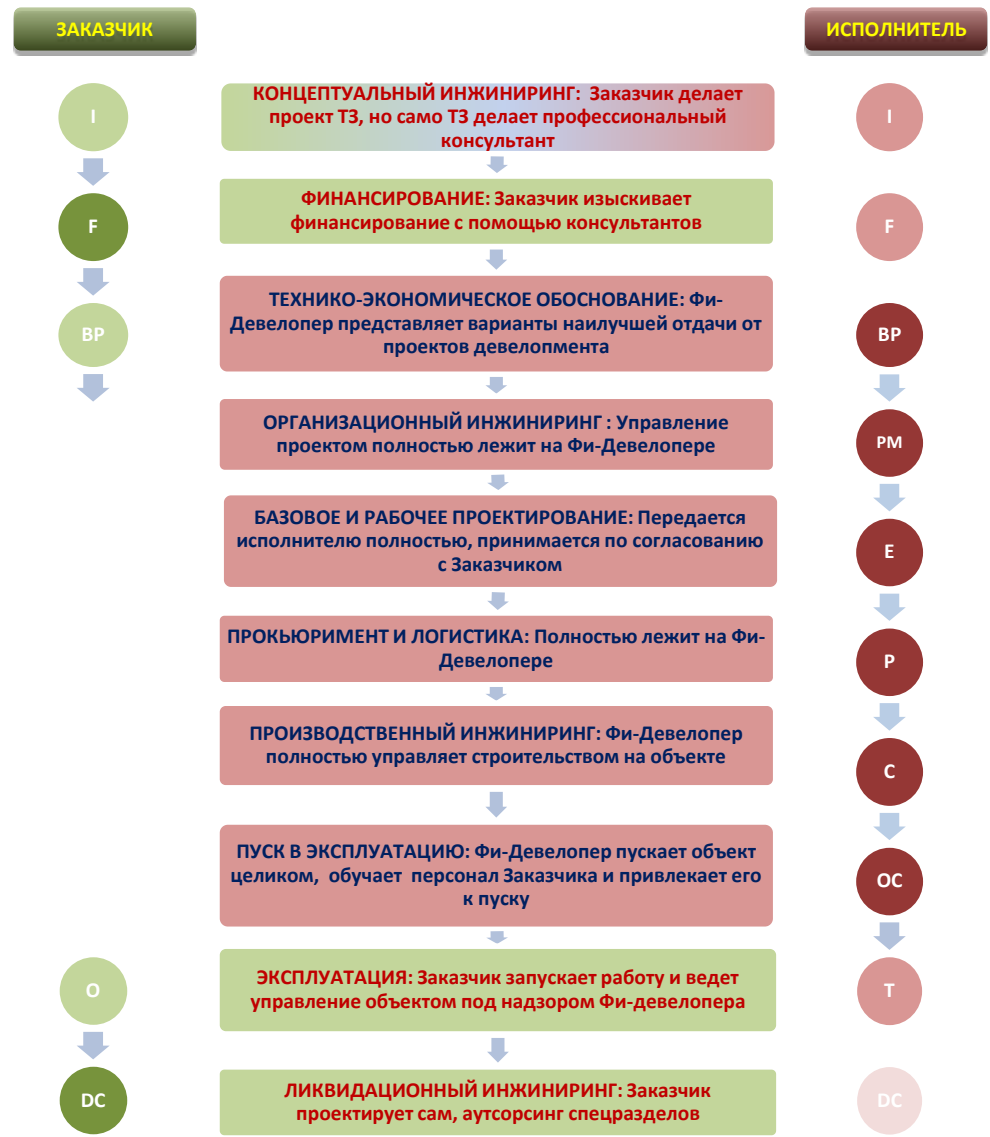 ЗАКАЗЧИК
ИСПОЛНИТЕЛЬ
I
КОНЦЕПТУАЛЬНЫЙ ИНЖИНИРИНГ: Заказчик делает
проект ТЗ, но само ТЗ делает профессиональный
консультант
I
F
ФИНАНСИРОВАНИЕ: Заказчик изыскивает
финансирование с помощью консультантов
F
BP
ТЕХНИКО-ЭКОНОМИЧЕСКОЕ ОБОСНОВАНИЕ: Фи-
Девелопер представляет варианты наилучшей отдачи от
проектов девелопмента
BP
ОРГАНИЗАЦИОННЫЙ ИНЖИНИРИНГ : Управление
проектом полностью лежит на Фи-Девелопере
PM
БАЗОВОЕ И РАБОЧЕЕ ПРОЕКТИРОВАНИЕ: Передается
исполнителю полностью, принимается по согласованию
с Заказчиком
E
ПРОКЬЮРИМЕНТ И ЛОГИСТИКА: Полностью лежит на Фи-
Девелопере
P
ПРОИЗВОДСТВЕННЫЙ ИНЖИНИРИНГ: Фи-Девелопер
полностью управляет строительством на объекте
C
ПУСК В ЭКСПЛУАТАЦИЮ: Фи-Девелопер пускает объект
целиком, обучает персонал Заказчика и привлекает его
к пуску
OC
O
ЭКСПЛУАТАЦИЯ: Заказчик запускает работу и ведет
управление объектом под надзором Фи-девелопера
T
DC
ЛИКВИДАЦИОННЫЙ ИНЖИНИРИНГ: Заказчик
проектирует сам, аутсорсинг спецразделов
DC